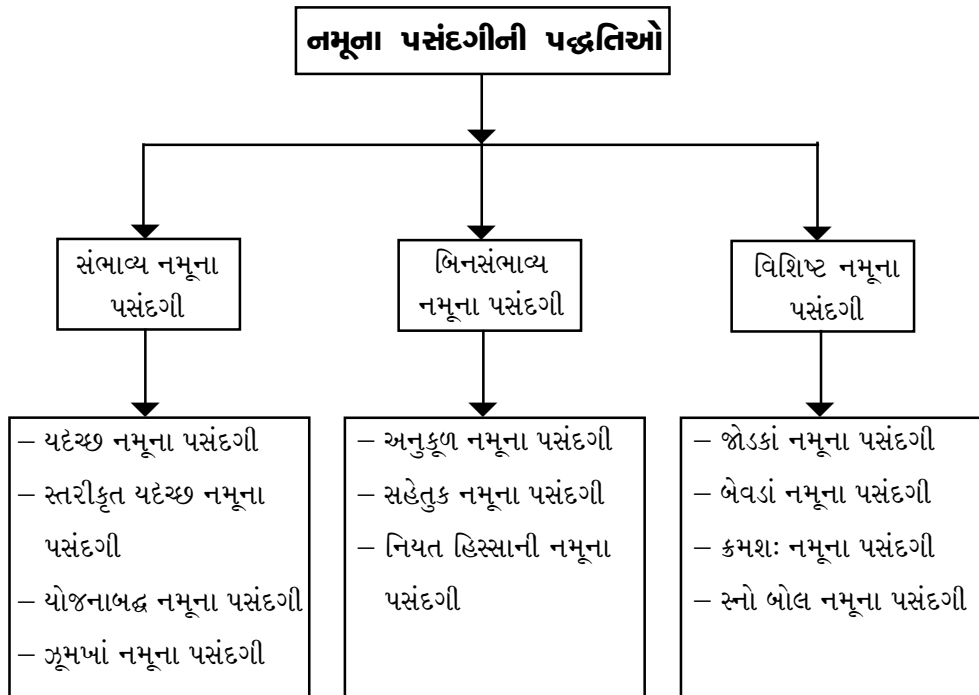 નમૂના પસંદગીની પદ્ધતિઓ
સંભાવ્ય નમૂના
પસંદગી
બિનસંભાવ્ય
નમૂના પસંદગી
વિશિષ્ટ નમૂના
પસંદગી
– યદૃચ્છ નમૂના પસંદગી
– સ્તરીકૃત યદૃચ્છ નમૂના
પસંદગી
– યોજનાબદ્ધ નમૂના પસંદગી
– ઝૂમખાં નમૂના પસંદગી
– અનુકૂળ નમૂના પસંદગી
– સહેતુક નમૂના પસંદગી
– નિયત હિસ્સાની નમૂના
પસંદગી
– જોડકાં નમૂના પસંદગી
– બેવડાં નમૂના પસંદગી
– ક્રમશઃ નમૂના પસંદગી
– સ્નો બોલ નમૂના પસંદગી